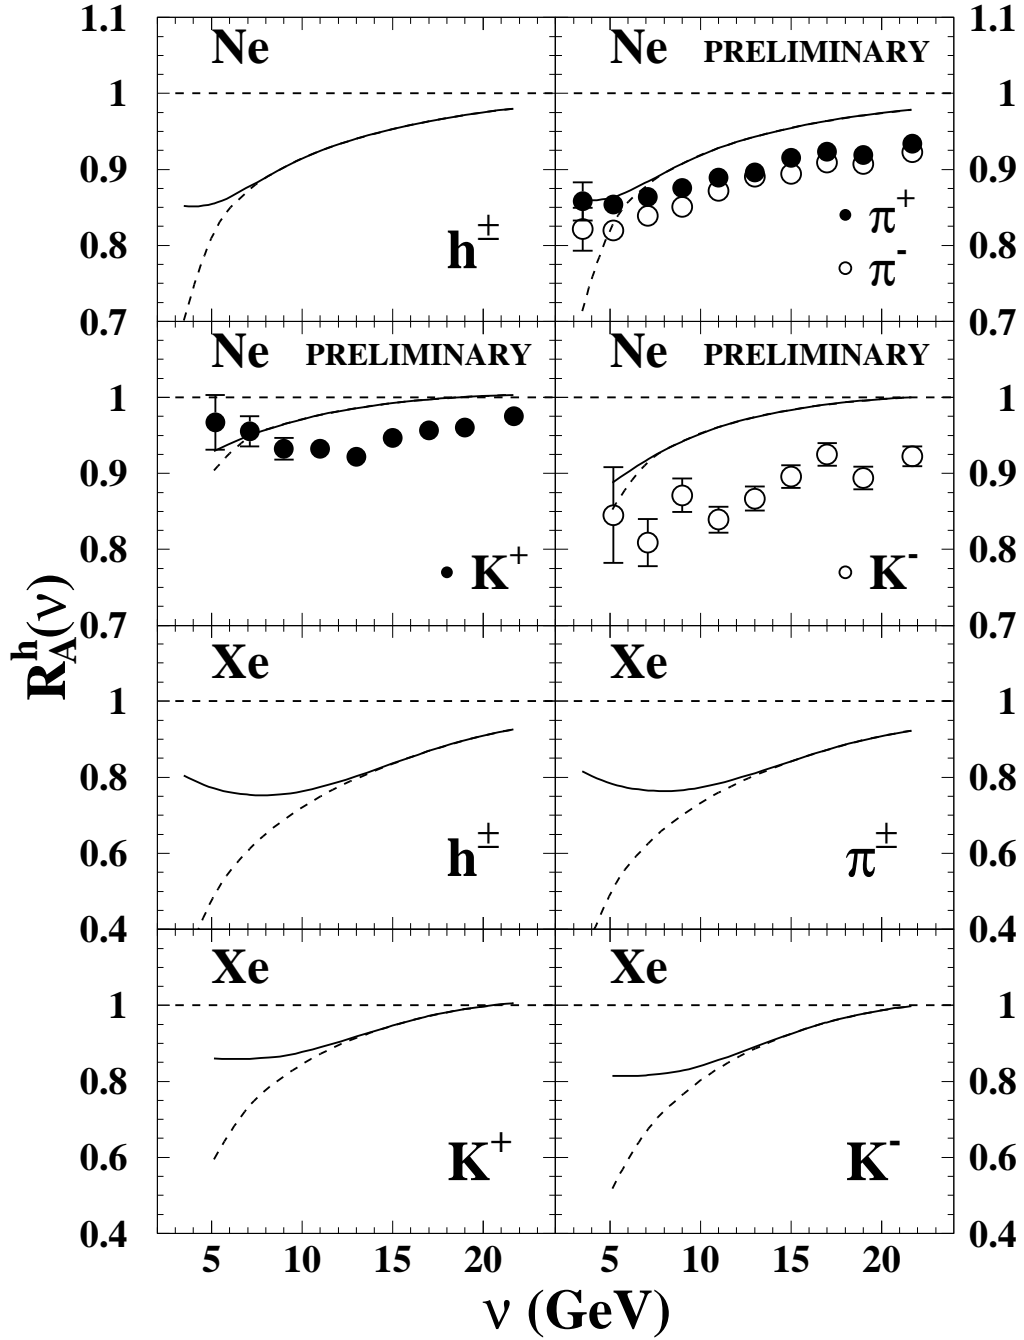 1.1 Ne Ne PRELIMINARY 1.1
1 1
0.9 0.9
π+
0.8 h± π- 0.8
0.7 0.7
Ne PRELIMINARY Ne PRELIMINARY
1 1
0.9 0.9
0.8 K+ K- 0.8
0.7 0.7
Xe Xe
1 1
0.8 0.8
0.6 h± π± 0.6
0.4 0.4
Xe Xe
1 1
0.8 0.8
0.6 K+ K- 0.6
0.4 0.4
5 10 15 20 5 10 15 20
ν (GeV)
R_A^h(ν)